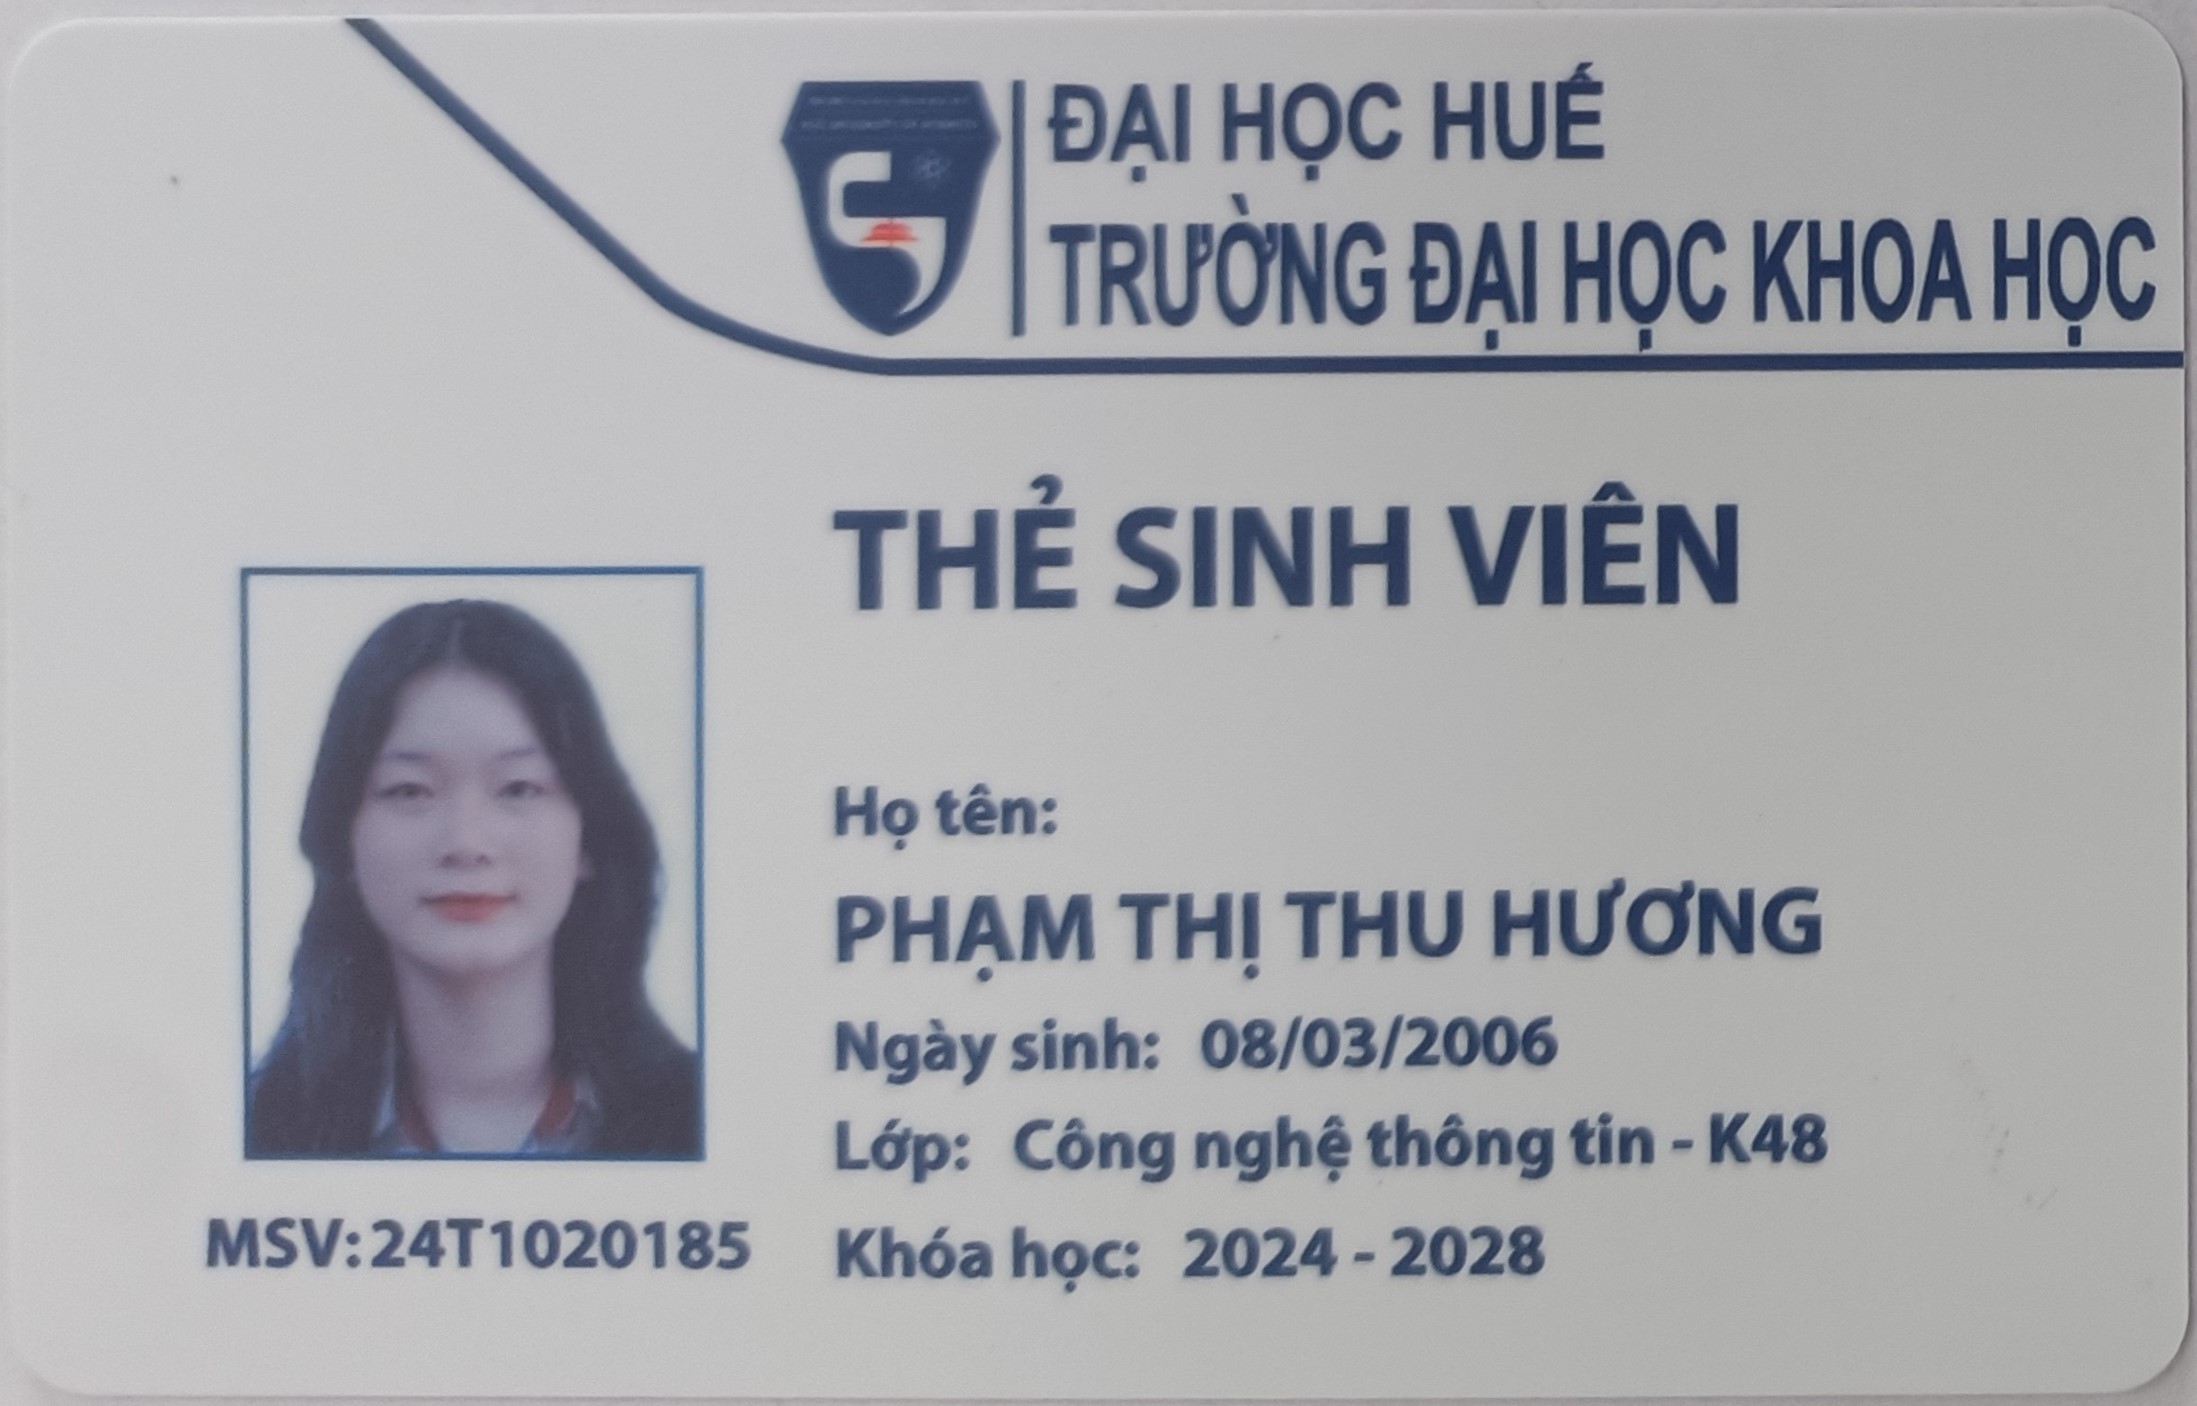 ĐẠI HỌC HUẾ
TRƯỜNG ĐẠI HỌC KHOA HỌC
THẺ SINH VIÊN
Họ tên:
PHẠM THỊ THU HƯƠNG
Ngày sinh: 08/03/2006
Lớp: Công nghệ thông tin - K48
Khóa học: 2024 - 2028
MSV: 24T1020185